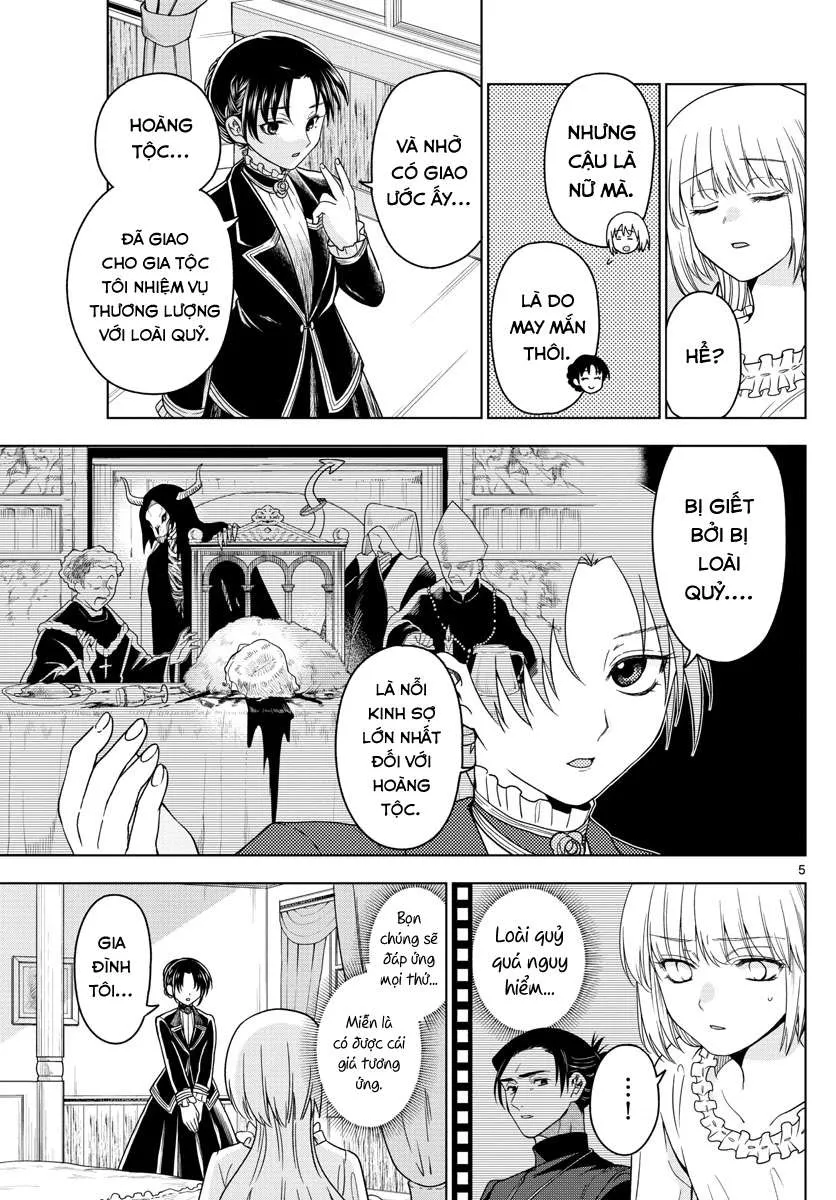 HỂ?
NHƯNG
CẬU LÀ
NỮ MÀ.
LÀ DO
MAY MẮN
THÔI.
VÀ NHỜ
CÓ GIAO
ƯỚC ẤY...
HOÀNG
TỘC...
ĐÃ GIAO
CHO GIA TỘC
TÔI NHIỆM VỤ
THƯƠNG LƯỢNG
VỚI LOÀI QUỶ.
BỊ GIẾT
BỞI BỊ
LOÀI
QUỶ....
LÀ NỖI
KINH SỢ
LỚN NHẤT
ĐỐI VỚI
HOÀNG
TỘC.
5
...!
Loài quỷ
quá nguy
hiểm...
Bọn
chúng sẽ
đáp ứng
mọi thứ...
Miễn là
có được cái
giá tương
ứng.
GIA
ĐÌNH
TÔI...